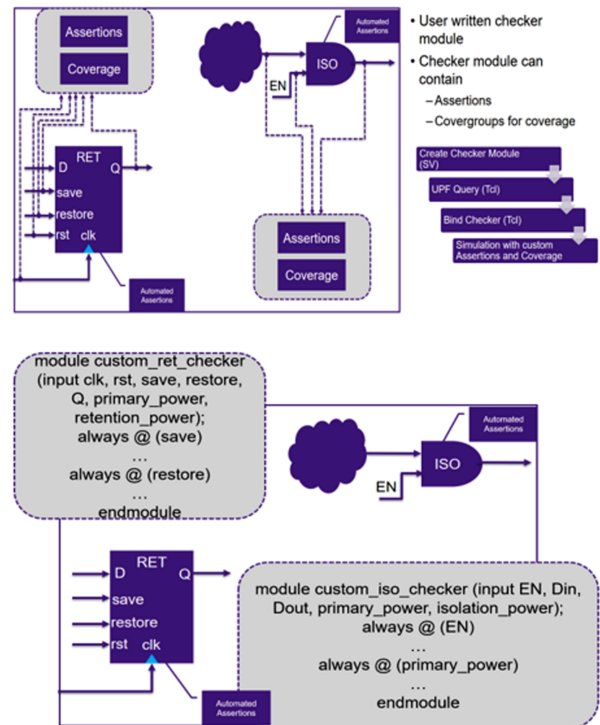 Assertions
Coverage
Automated
Assertions
ISO
EN
RET
D
Q
save
restore
rst
clk
Automated
Assertions
Assertions
Coverage
• User written checker
module
• Checker module can
contain
–Assertions
–Covergroups for coverage
Create Checker Module
(SV)
UPF Query (Tcl)
Bind Checker (Tcl)
Simulation with custom
Assertions and Coverage
module custom_ret_checker
(input clk, rst, save, restore,
Q, primary_power,
retention_power);
always @ (save)
...
always @ (restore)
...
endmodule
Automated
Assertions
ISO
EN
RET
D
Q
save
restore
rst
clk
Automated
Assertions
module custom_iso_checker (input EN, Din,
Dout, primary_power, isolation_power);
always @ (EN)
...
always @ (primary_power)
...
endmodule